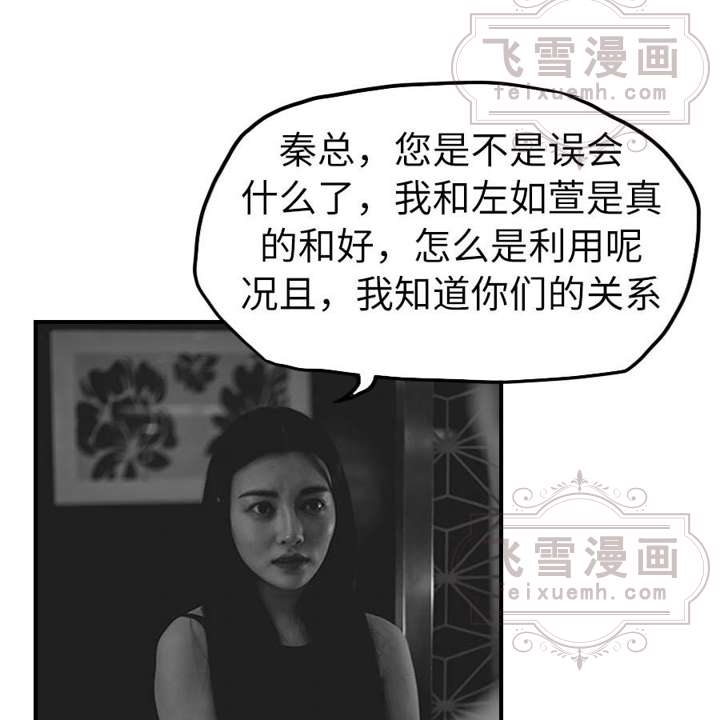 飞雪漫画
feixuemh.com
秦总，您是不是误会
什么了，我和左如萱是真
的和好，怎么是利用呢
况且，我知道你们的关系
飞雪漫画
feixuemh.com